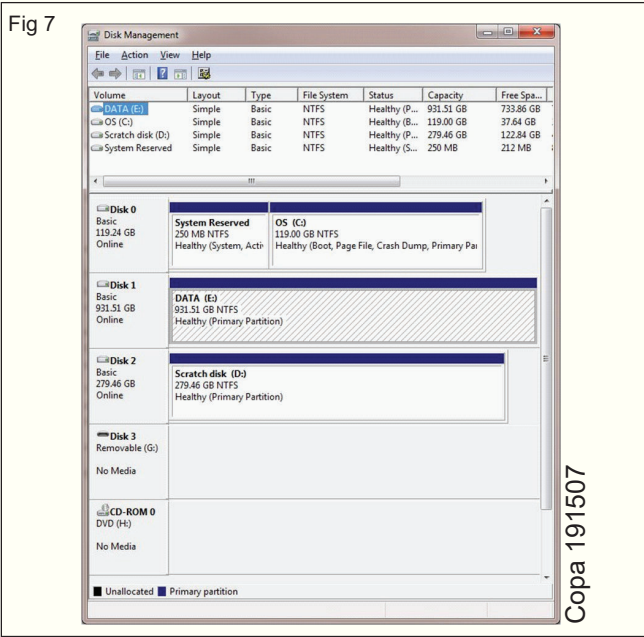 Fig 7
Disk Management
File Action View Help
Volume Layout Type File System Status Capacity Free Spa...
DATA (E:) Simple Basic NTFS Healthy (P... 931.51 GB 733.86 GB
OS (C:) Simple Basic NTFS Healthy (B... 119.00 GB 37.64 GB
Scratch disk (D:) Simple Basic NTFS Healthy (P... 279.46 GB 122.84 GB
System Reserved Simple Basic NTFS Healthy (S... 250 MB 212 MB
Disk 0
Basic
119.24 GB
Online
System Reserved
250 MB NTFS
Healthy (System, Activ
OS (C:)
119.00 GB NTFS
Healthy (Boot, Page File, Crash Dump, Primary Par
Disk 1
Basic
931.51 GB
Online
DATA (E:)
931.51 GB NTFS
Healthy (Primary Partition)
Disk 2
Basic
279.46 GB
Online
Scratch disk (D:)
279.46 GB NTFS
Healthy (Primary Partition)
Disk 3
Removable (G:)
No Media
CD-ROM 0
DVD (H:)
No Media
Unallocated Primary partition
Copa 191507